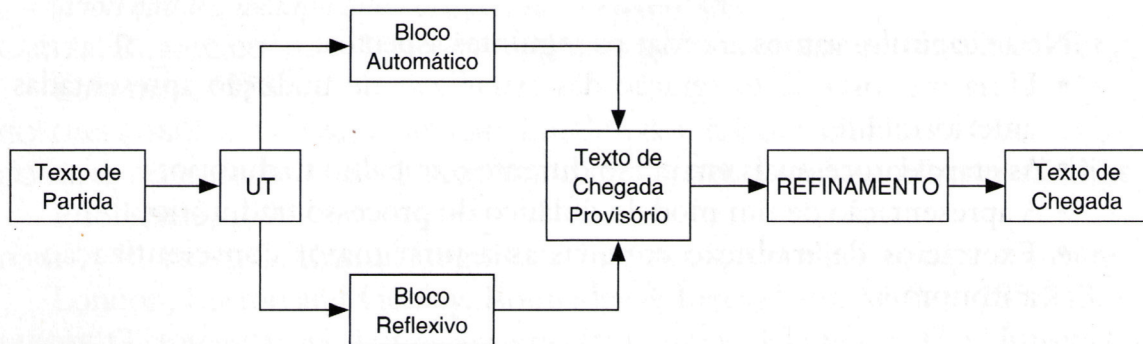 Bloco
Automático
Texto de
Partida
UT
Texto de
Chegada
Provisório
REFINAMENTO
Texto de
Chegada
Bloco
Reflexivo